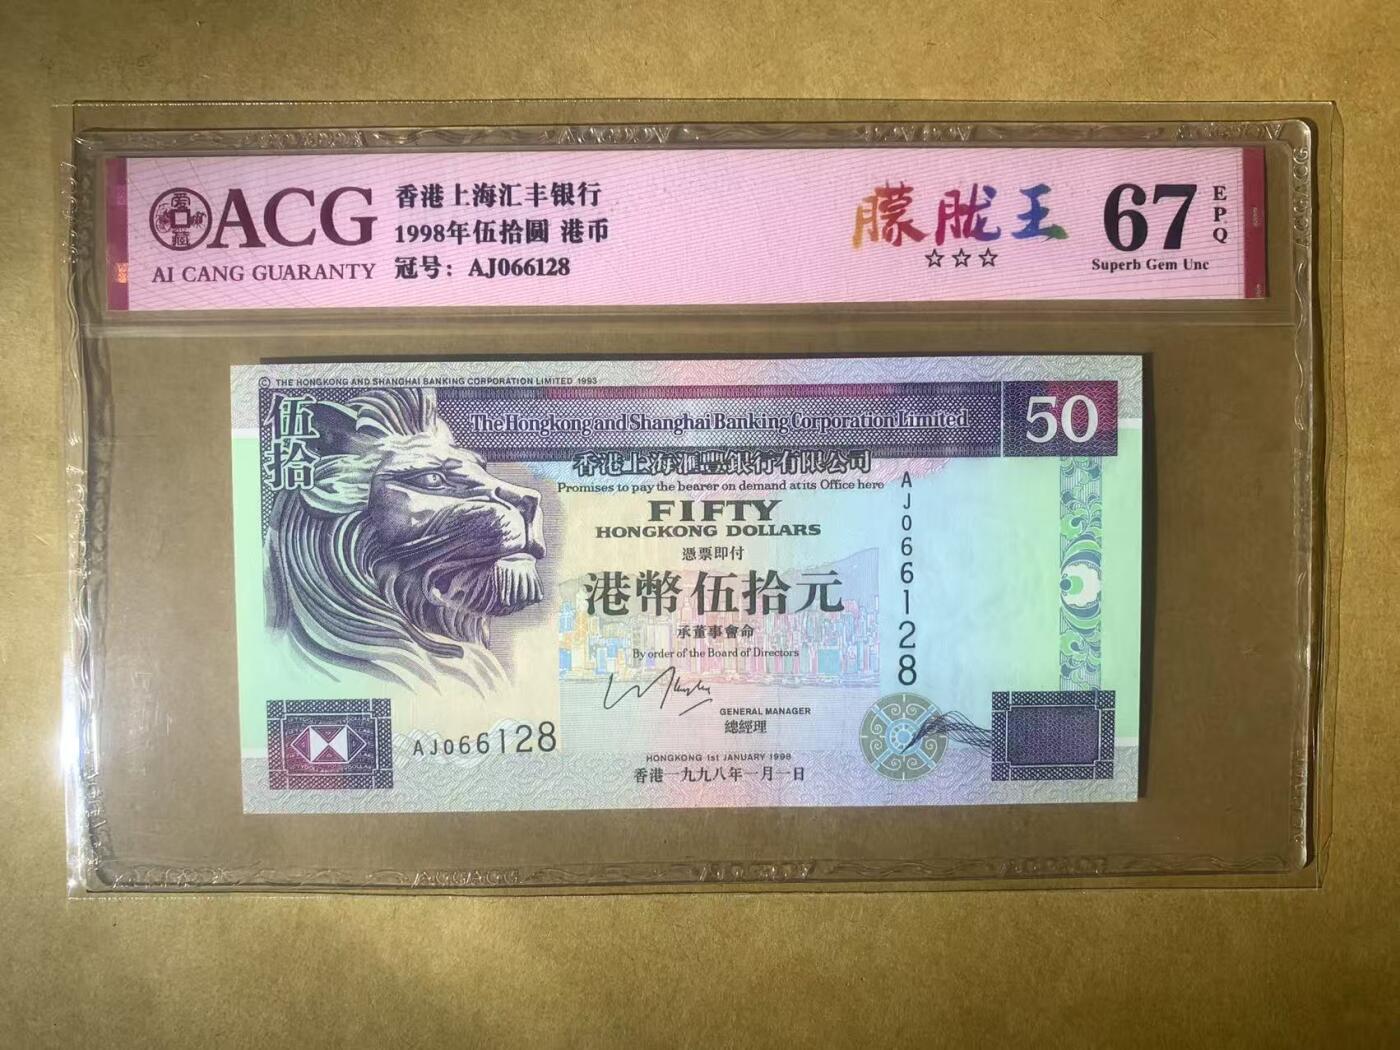 ACG
AI CANG GUARANTY
香港上海汇丰银行
1998年伍拾圆 港币
冠号：AJ066128
朦胧王
☆☆☆
67
EPQ
Superb Gem Unc
© THE HONGKONG AND SHANGHAI BANKING CORPORATION LIMITED 1993
伍拾
The Hongkong and Shanghai Banking Corporation Limited
50
香港上海滙豐銀行有限公司
Promises to pay the bearer on demand at its Office here
FIFTY
HONGKONG DOLLARS
憑票即付
港幣伍拾元
承董事會命
By order of the Board of Directors
AJ066128
GENERAL MANAGER
總經理
AJ066128
HONGKONG 1st JANUARY 1998
香港一九九八年一月一日